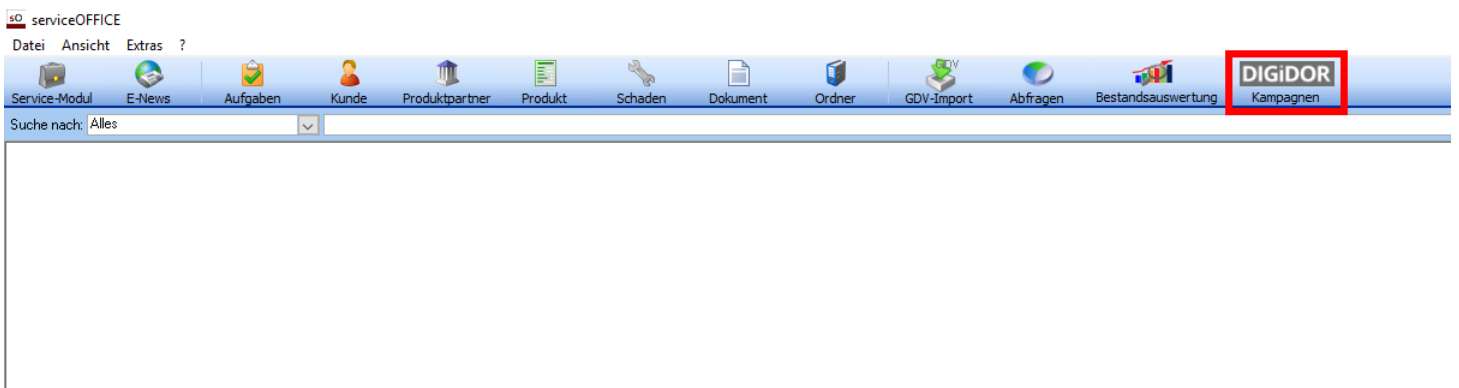 sO serviceOFFICE
Datei Ansicht Extras ?
GDV DIGiDOR
Service-Modul E-News Aufgaben Kunde Produktpartner Produkt Schaden Dokument Ordner GDV-Import Abfragen Bestandsauswertung Kampagnen
Suche nach: Alles